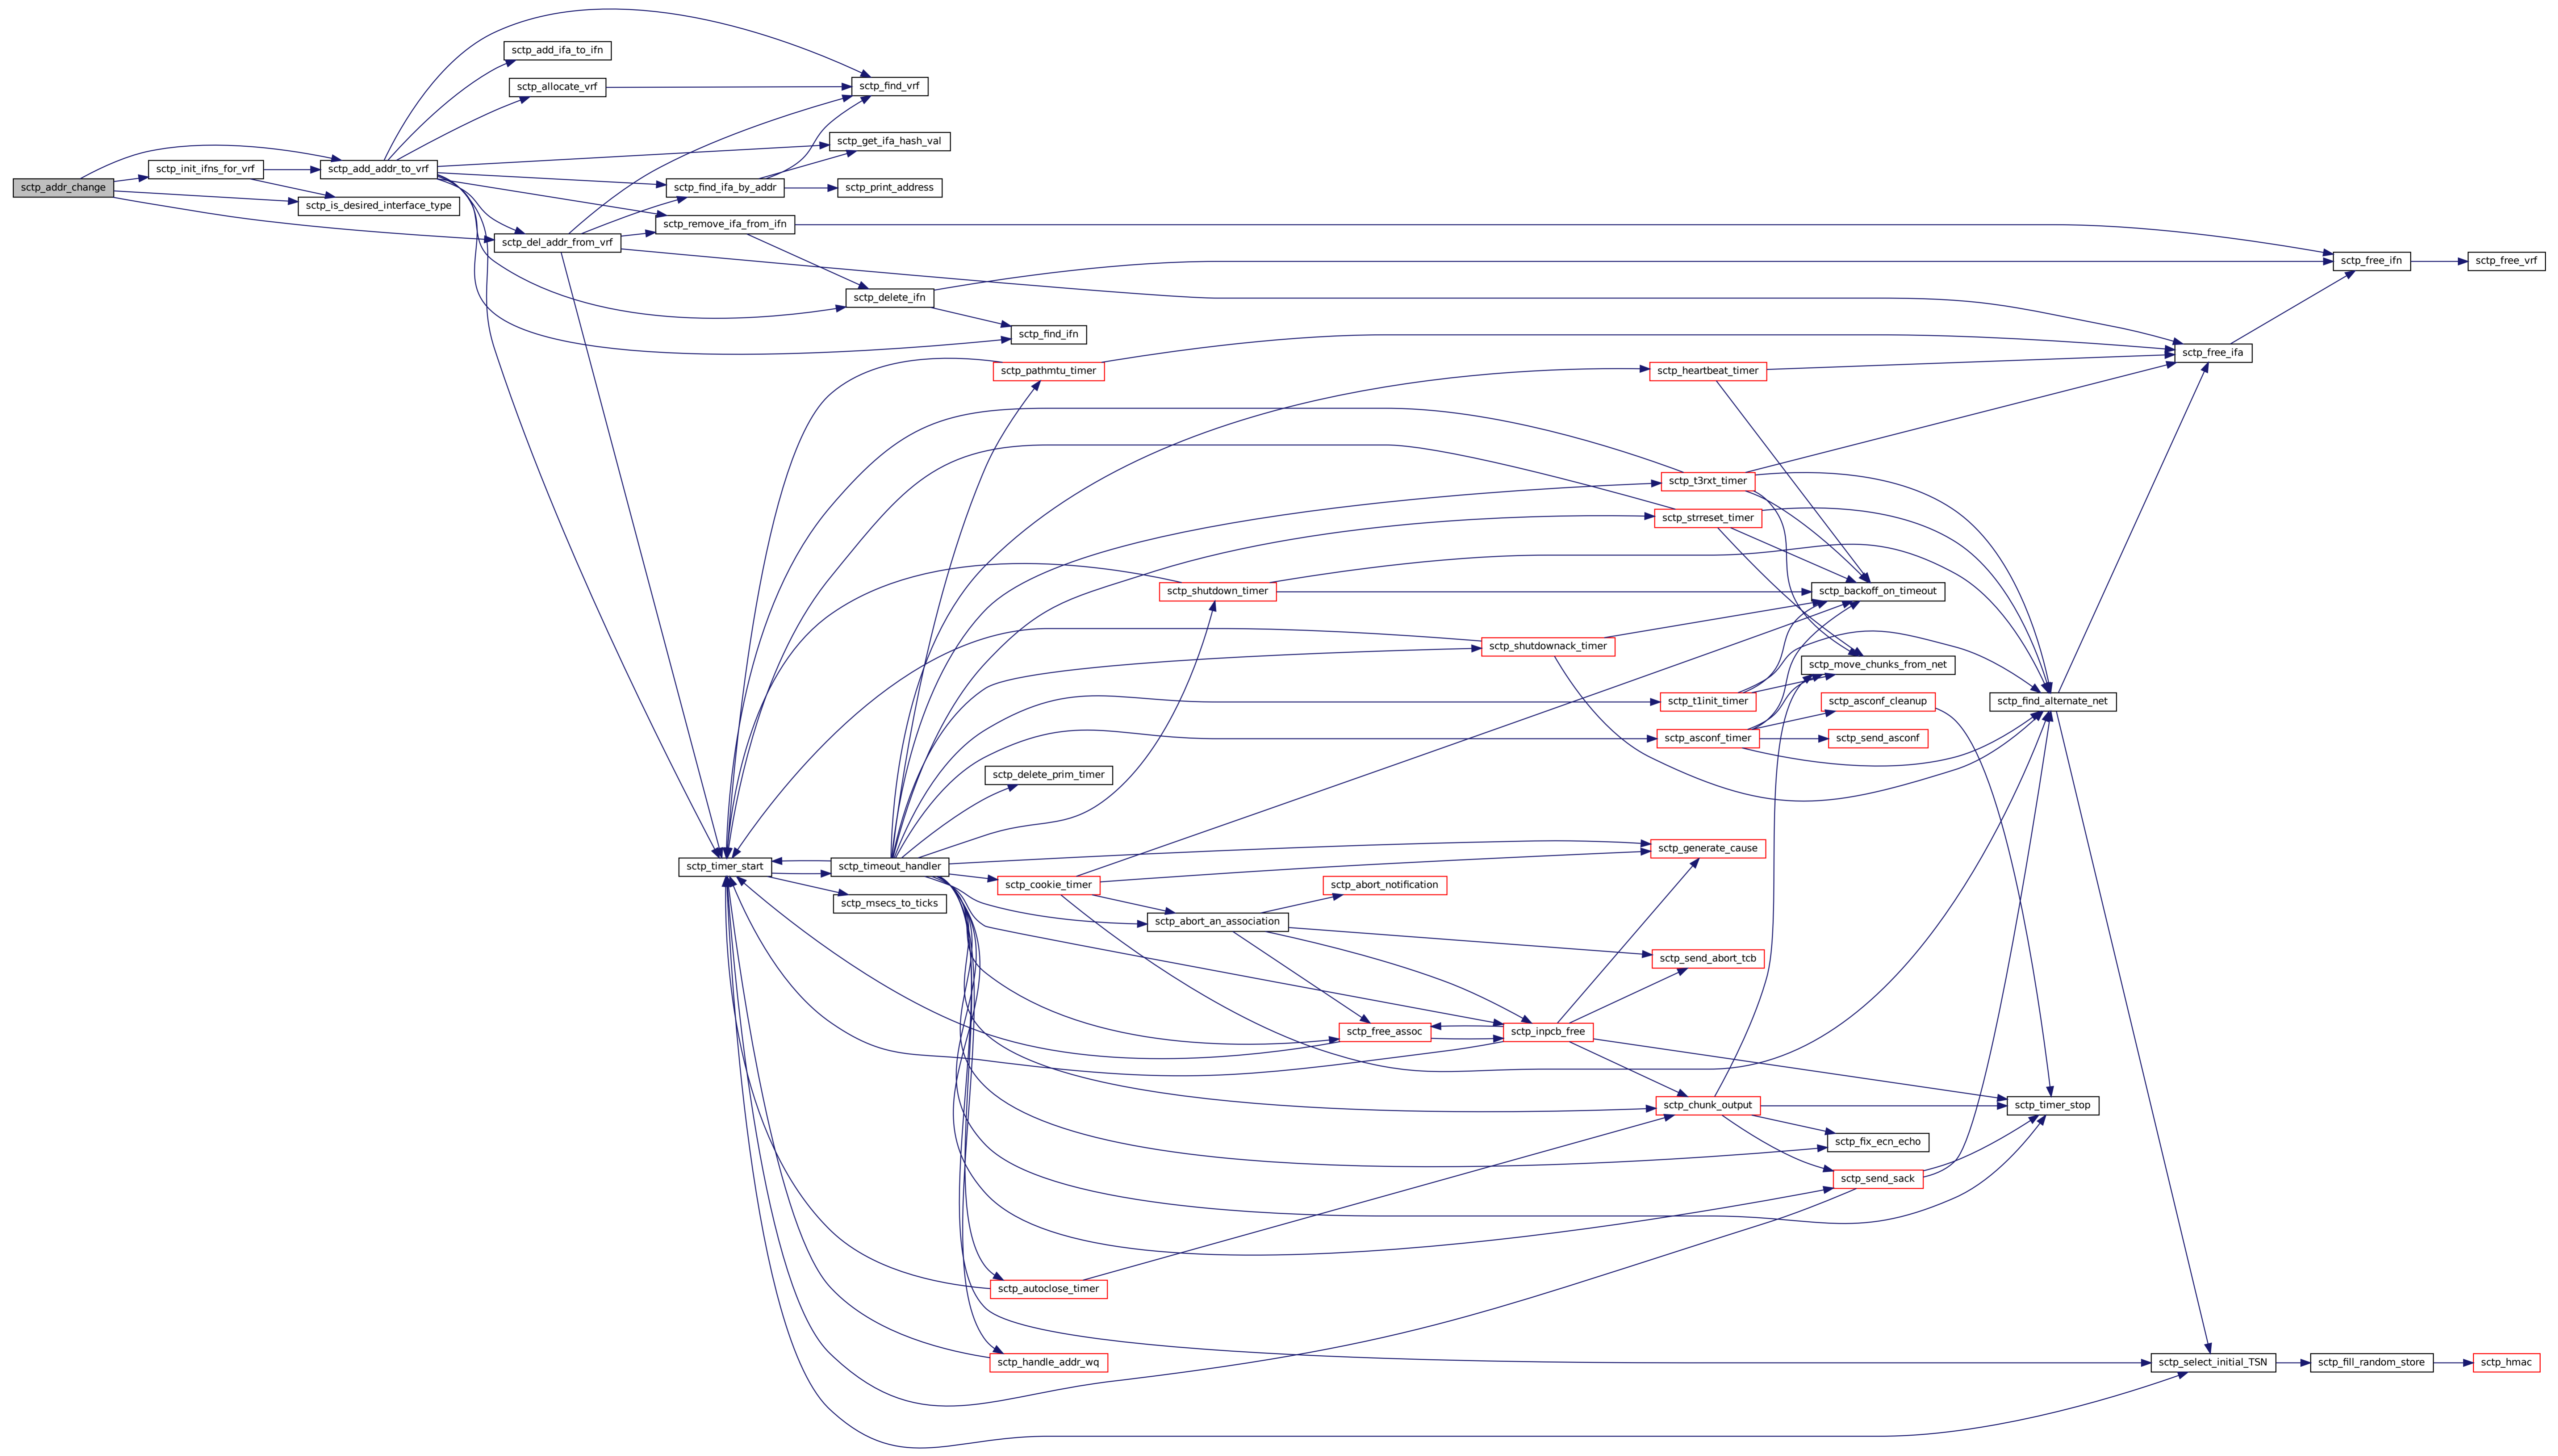 sctp_add_ifa_to_ifn
sctp_allocate_vrf
sctp_find_vrf
sctp_get_ifa_hash_val
sctp_init_ifns_for_vrf
sctp_add_addr_to_vrf
sctp_addr_change
sctp_find_ifa_by_addr
sctp_print_address
sctp_is_desired_interface_type
sctp_remove_ifa_from_ifn
sctp_del_addr_from_vrf
sctp_free_ifn
sctp_free_vrf
sctp_delete_ifn
sctp_find_ifn
sctp_free_ifa
sctp_pathmtu_timer
sctp_heartbeat_timer
sctp_t3rxt_timer
sctp_strreset_timer
sctp_shutdown_timer
sctp_backoff_on_timeout
sctp_shutdownack_timer
sctp_move_chunks_from_net
sctp_t1init_timer
sctp_asconf_cleanup
sctp_find_alternate_net
sctp_asconf_timer
sctp_send_asconf
sctp_delete_prim_timer
sctp_generate_cause
sctp_timer_start
sctp_timeout_handler
sctp_cookie_timer
sctp_abort_notification
sctp_msecs_to_ticks
sctp_abort_an_association
sctp_send_abort_tcb
sctp_free_assoc
sctp_inpcb_free
sctp_chunk_output
sctp_timer_stop
sctp_fix_ecn_echo
sctp_send_sack
sctp_autoclose_timer
sctp_handle_addr_wq
sctp_select_initial_TSN
sctp_fill_random_store
sctp_hmac